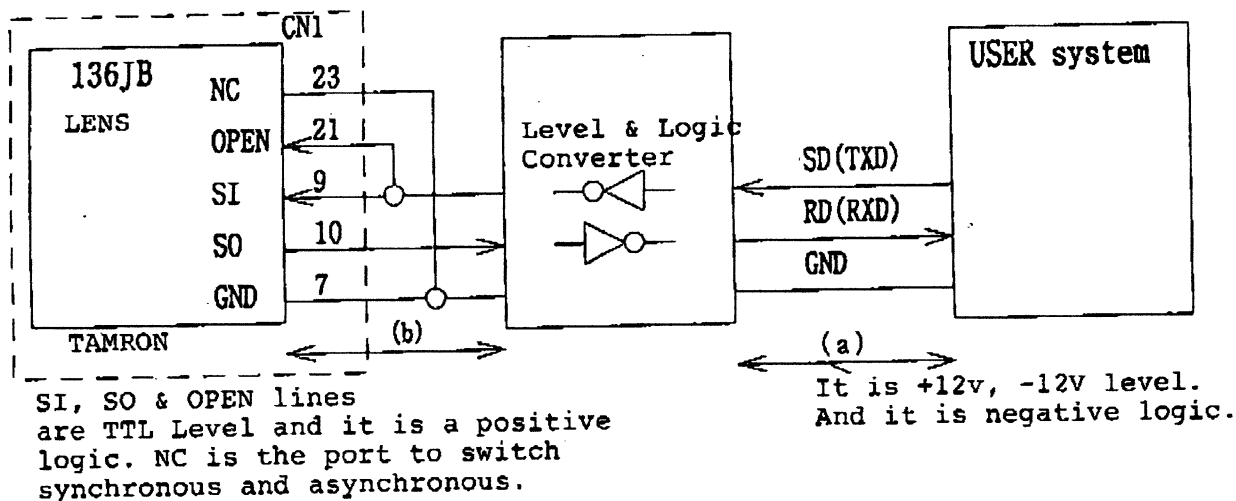 CN1
136JB
LENS
NC
23
OPEN
21
SI
9
SO
10
GND
7
TAMRON
(b)
Level & Logic
Converter
USER system
SD(TXD)
RD(RXD)
GND
(a)
SI, SO & OPEN lines
are TTL Level and it is a positive
logic. NC is the port to switch
synchronous and asynchronous.
It is +12v, -12V level.
And it is negative logic.